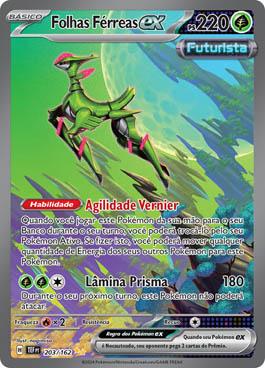 BÁSICO Folhas Férreas ex PS 220
Futurista
Habilidade Agilidade Vernier
Quando você jogar este Pokémon da sua mão para o seu
Banco durante o seu turno, você poderá trocá-lo pelo seu
Pokémon Ativo. Se fizer isto, você poderá mover qualquer
quantidade de Energia dos seus outros Pokémon para este
Pokémon.
Lâmina Prisma 180
Durante o seu próximo turno, este Pokémon não poderá
atacar.
Fraqueza × 2 Resistência Recuo
Regra do Pokémon ex
Quando seu Pokémon ex
é Nocauteado, seu oponente pega 2 cartas de Prêmio.
TEF PT 203/162
©2024 Pokémon/Nintendo/Creatures/GAME FREAK